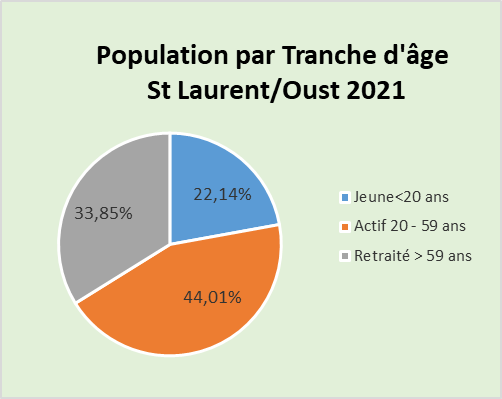 Population par Tranche d'âge
St Laurent/Oust 2021
22,14%
33,85%
44,01%
Jeune<20 ans
Actif 20 - 59 ans
Retraité > 59 ans